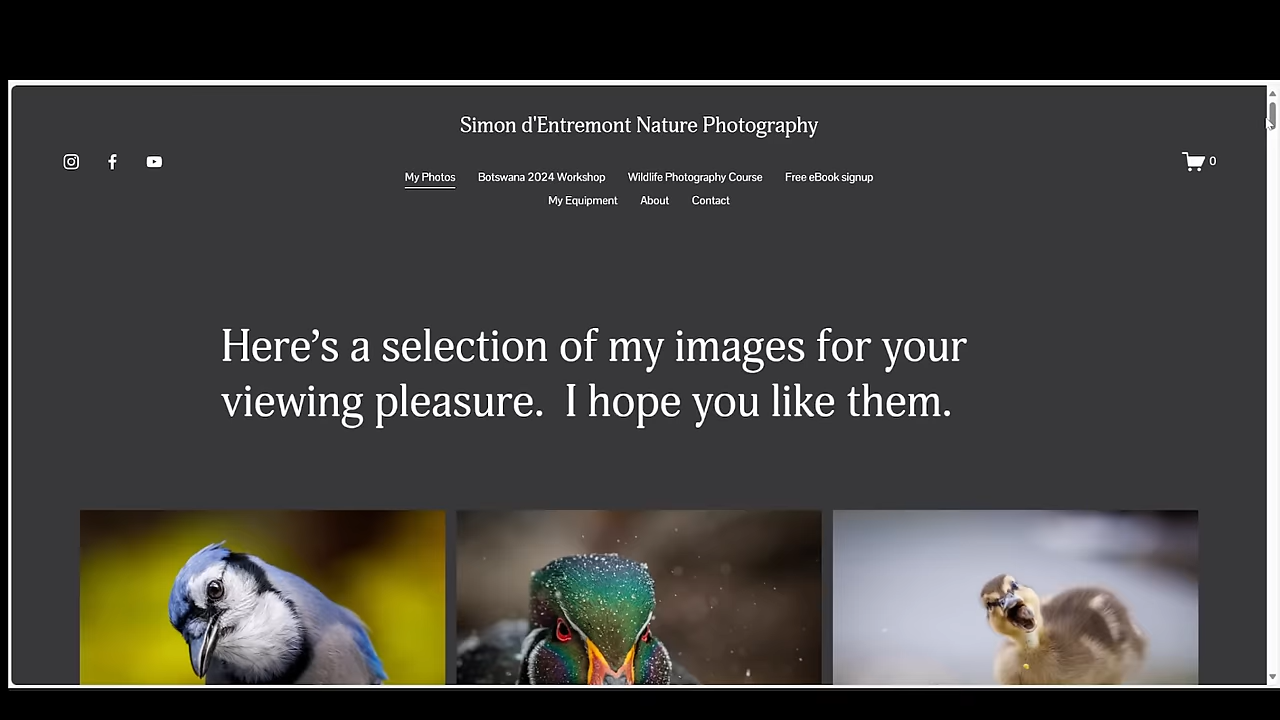 Simon d'Entremont Nature Photography
0
My Photos Botswana 2024 Workshop Wildlife Photography Course Free eBook signup
My Equipment About Contact
Here’s a selection of my images for your
viewing pleasure.  I hope you like them.